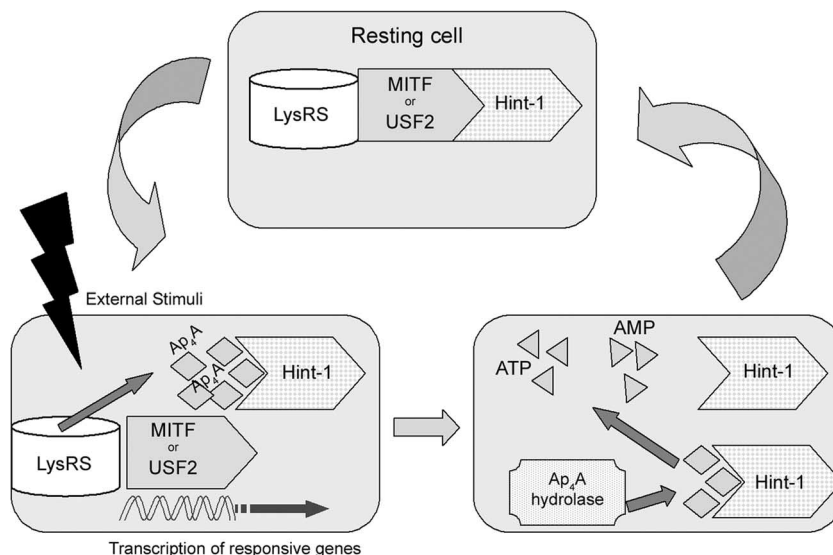 Resting cell
LysRS
MITF
or
USF2
Hint-1
External Stimuli
Ap4A
Ap4A
Hint-1
LysRS
MITF
or
USF2
Transcription of responsive genes
ATP
AMP
Hint-1
Ap4A
hydrolase
Hint-1